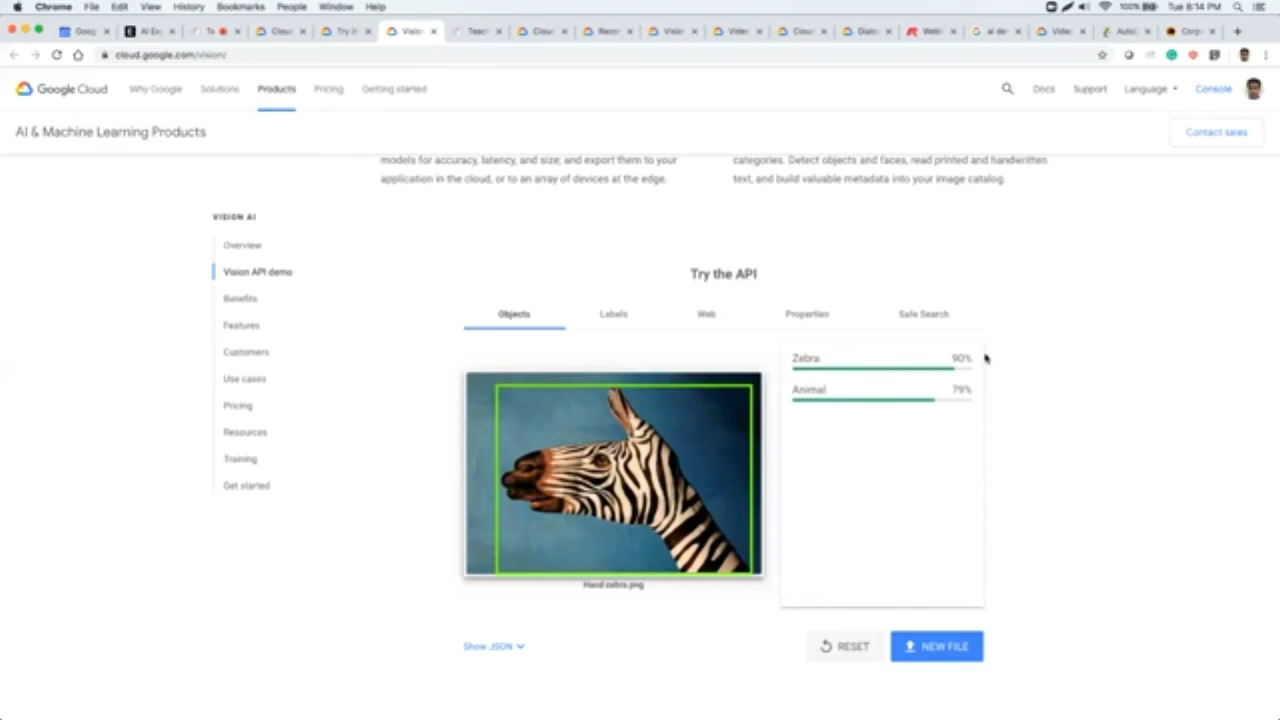 Chrome File Edit View History Bookmarks People Window Help 100% Tue 8:14 PM
cloud.google.com/vision/
Google Cloud Why Google Solutions Products Pricing Getting started Docs Support Language Console
AI & Machine Learning Products Contact sales
models for accuracy, latency, and size; and export them to your
application in the cloud, or to an array of devices at the edge.
categories. Detect objects and faces, read printed and handwritten
text, and build valuable metadata into your image catalog.
VISION AI
Overview
Vision API demo
Benefits
Features
Customers
Use cases
Pricing
Resources
Training
Get started
Try the API
Objects Labels Web Properties Safe Search
Zebra 90%
Animal 79%
Hand zebra.png
Show JSON RESET NEW FILE